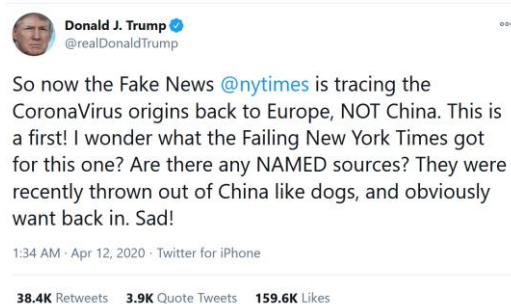 Donald J. Trump
@realDonaldTrump
So now the Fake News @nytimes is tracing the
CoronaVirus origins back to Europe, NOT China. This is
a first! I wonder what the Failing New York Times got
for this one? Are there any NAMED sources? They were
recently thrown out of China like dogs, and obviously
want back in. Sad!
1:34 AM · Apr 12, 2020 · Twitter for iPhone
38.4K Retweets 3.9K Quote Tweets 159.6K Likes